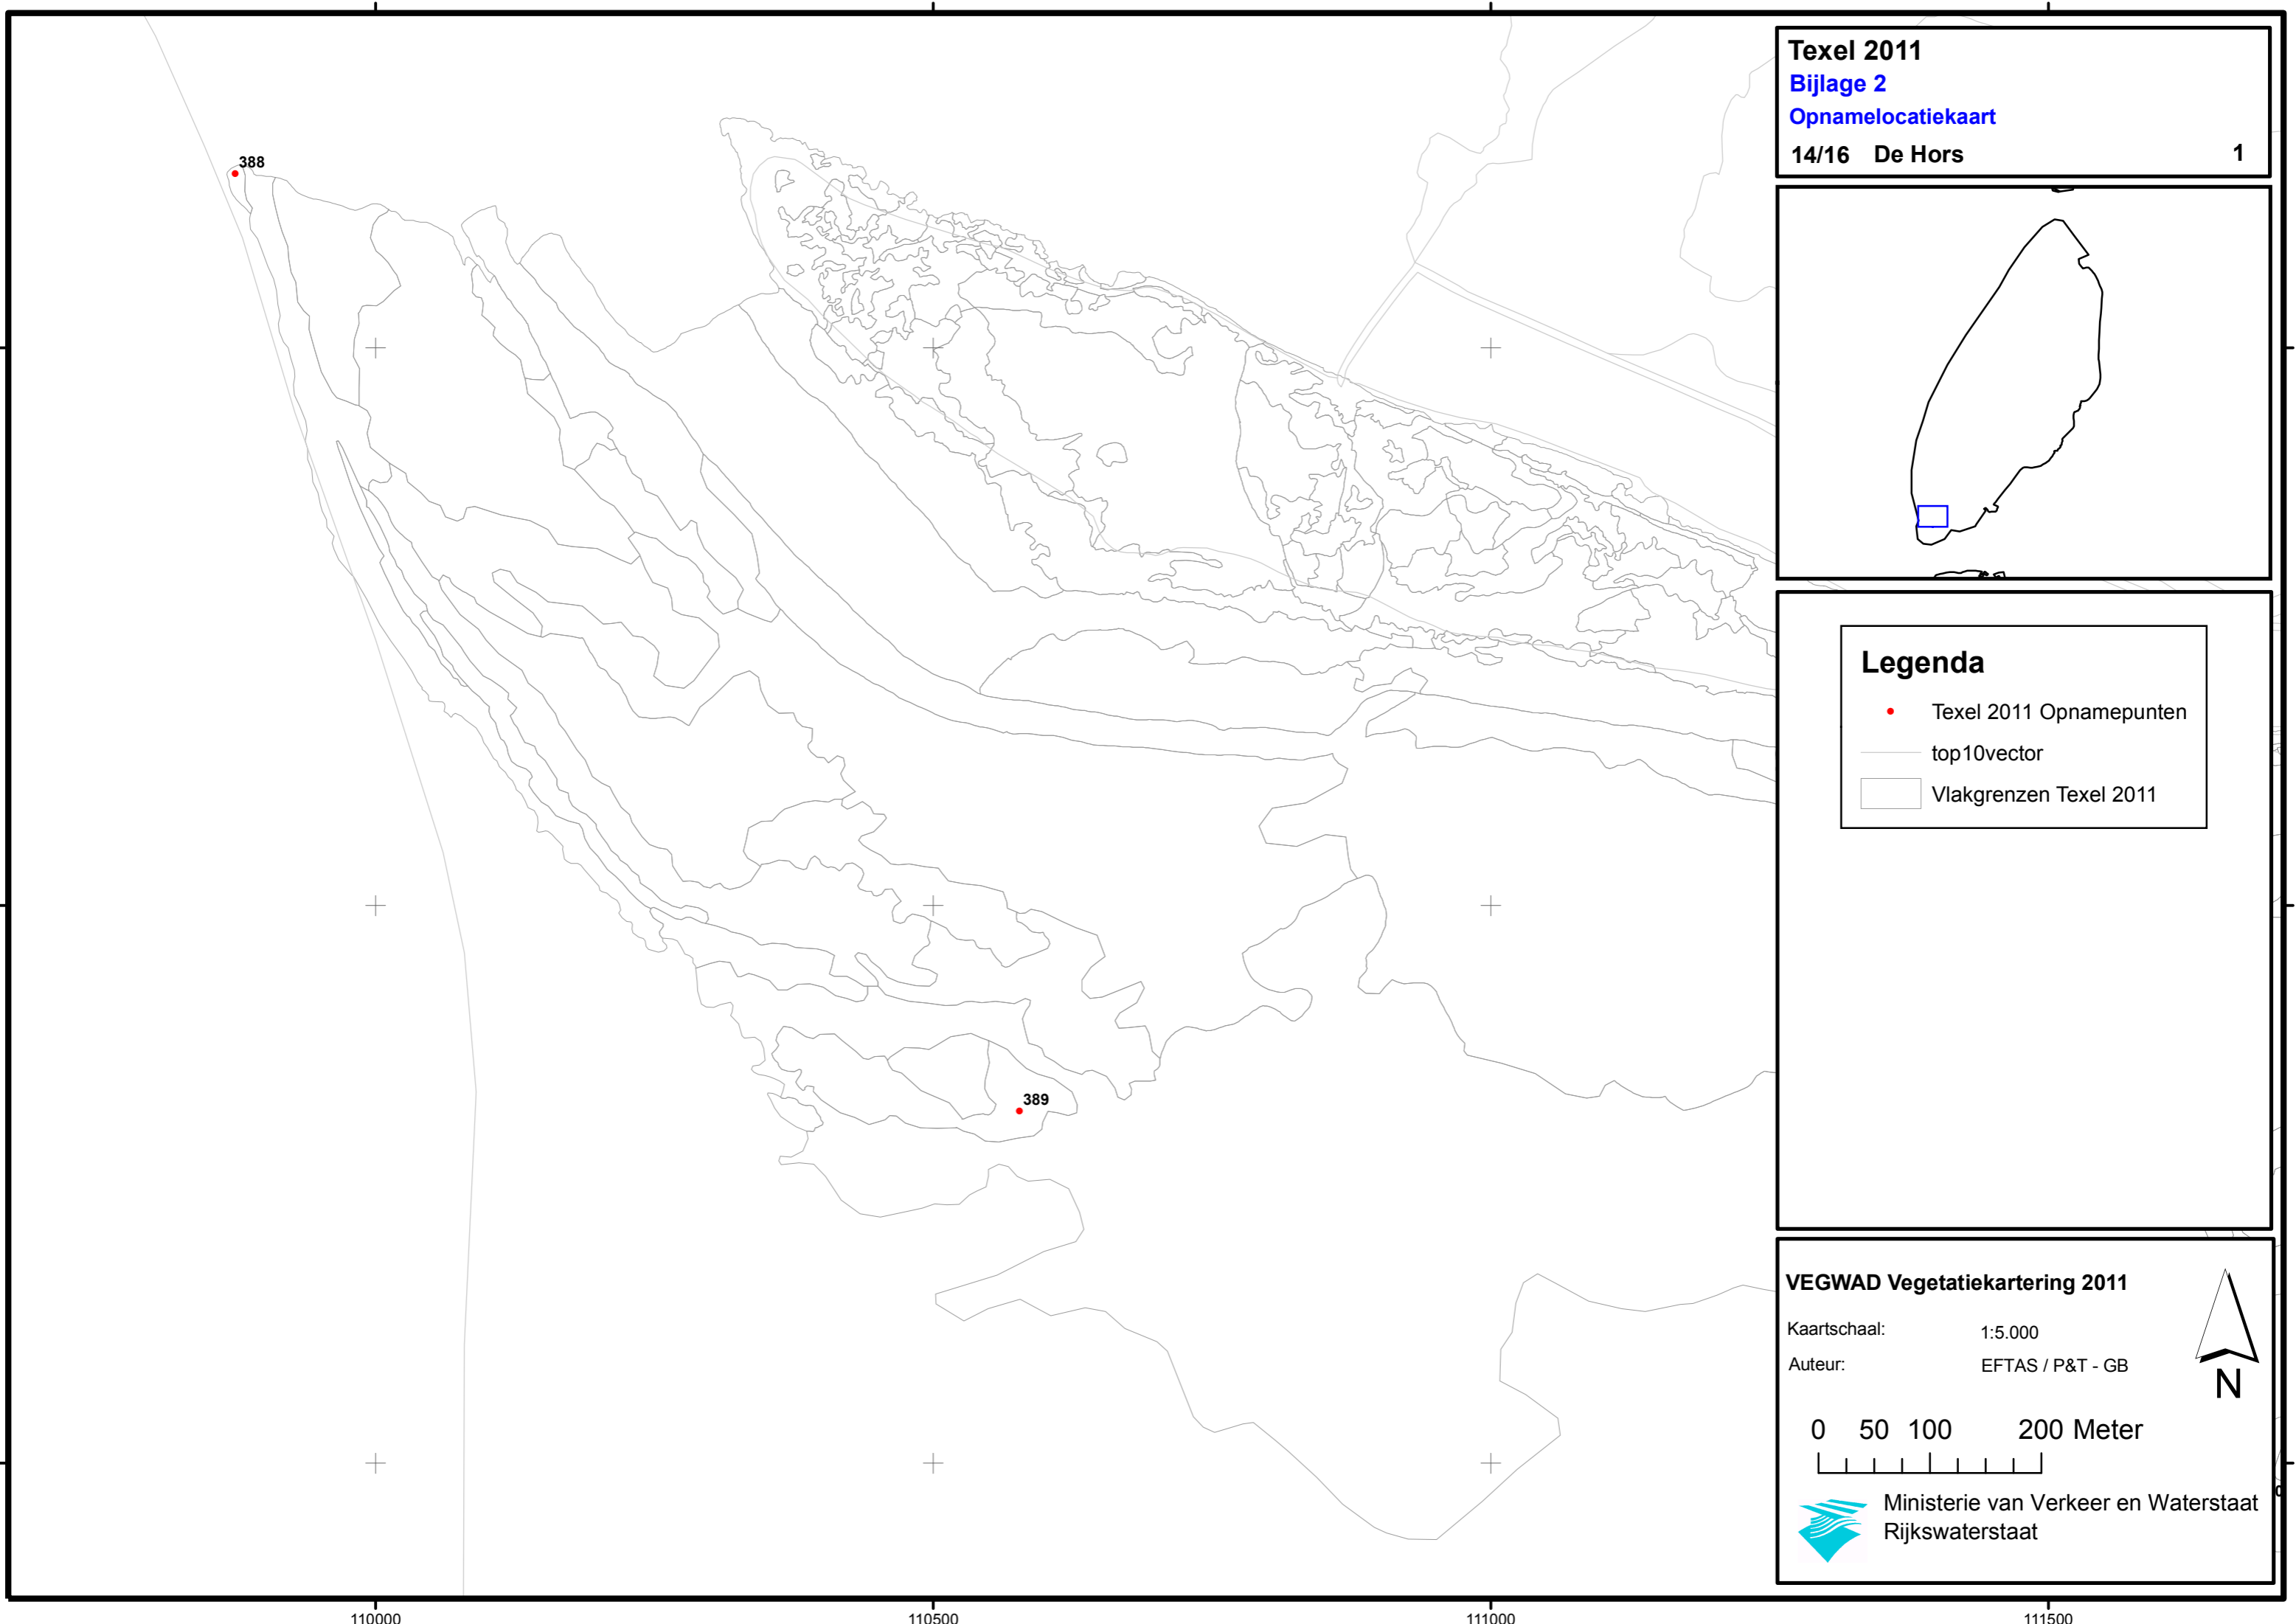 Texel 2011
Bijlage 2
Opnamelocatiekaart
14/16 De Hors 1
388
389
Legenda
Texel 2011 Opnamepunten
top10vector
Vlakgrenzen Texel 2011
VEGWAD Vegetatiekartering 2011
Kaartschaal: 1:5.000
Auteur: EFTAS / P&T - GB
N
0 50 100 200 Meter
Ministerie van Verkeer en Waterstaat
Rijkswaterstaat
110000 110500 111000 111500